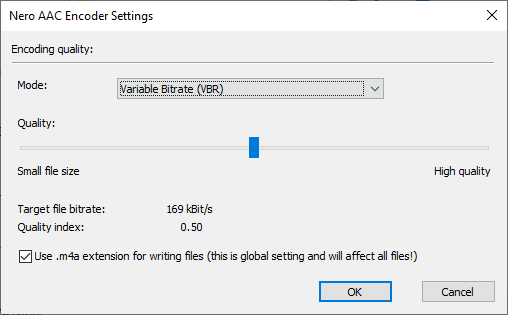 Nero AAC Encoder Settings
Encoding quality:
Mode: Variable Bitrate (VBR)
Quality:
Small file size High quality
Target file bitrate: 169 kBit/s
Quality index: 0.50
Use .m4a extension for writing files (this is global setting and will affect all files!)
OK Cancel